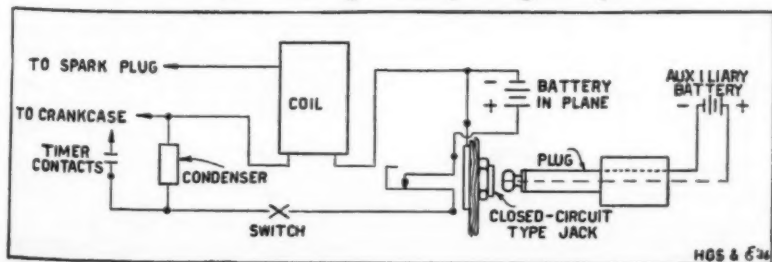 TO SPARK PLUG
COIL
TO CRANKCASE
TIMER
CONTACTS
CONDENSER
SWITCH
- BATTERY
+ IN PLANE
AUXILIARY
BATTERY
- +
PLUG
CLOSED-CIRCUIT
TYPE JACK
HGS &